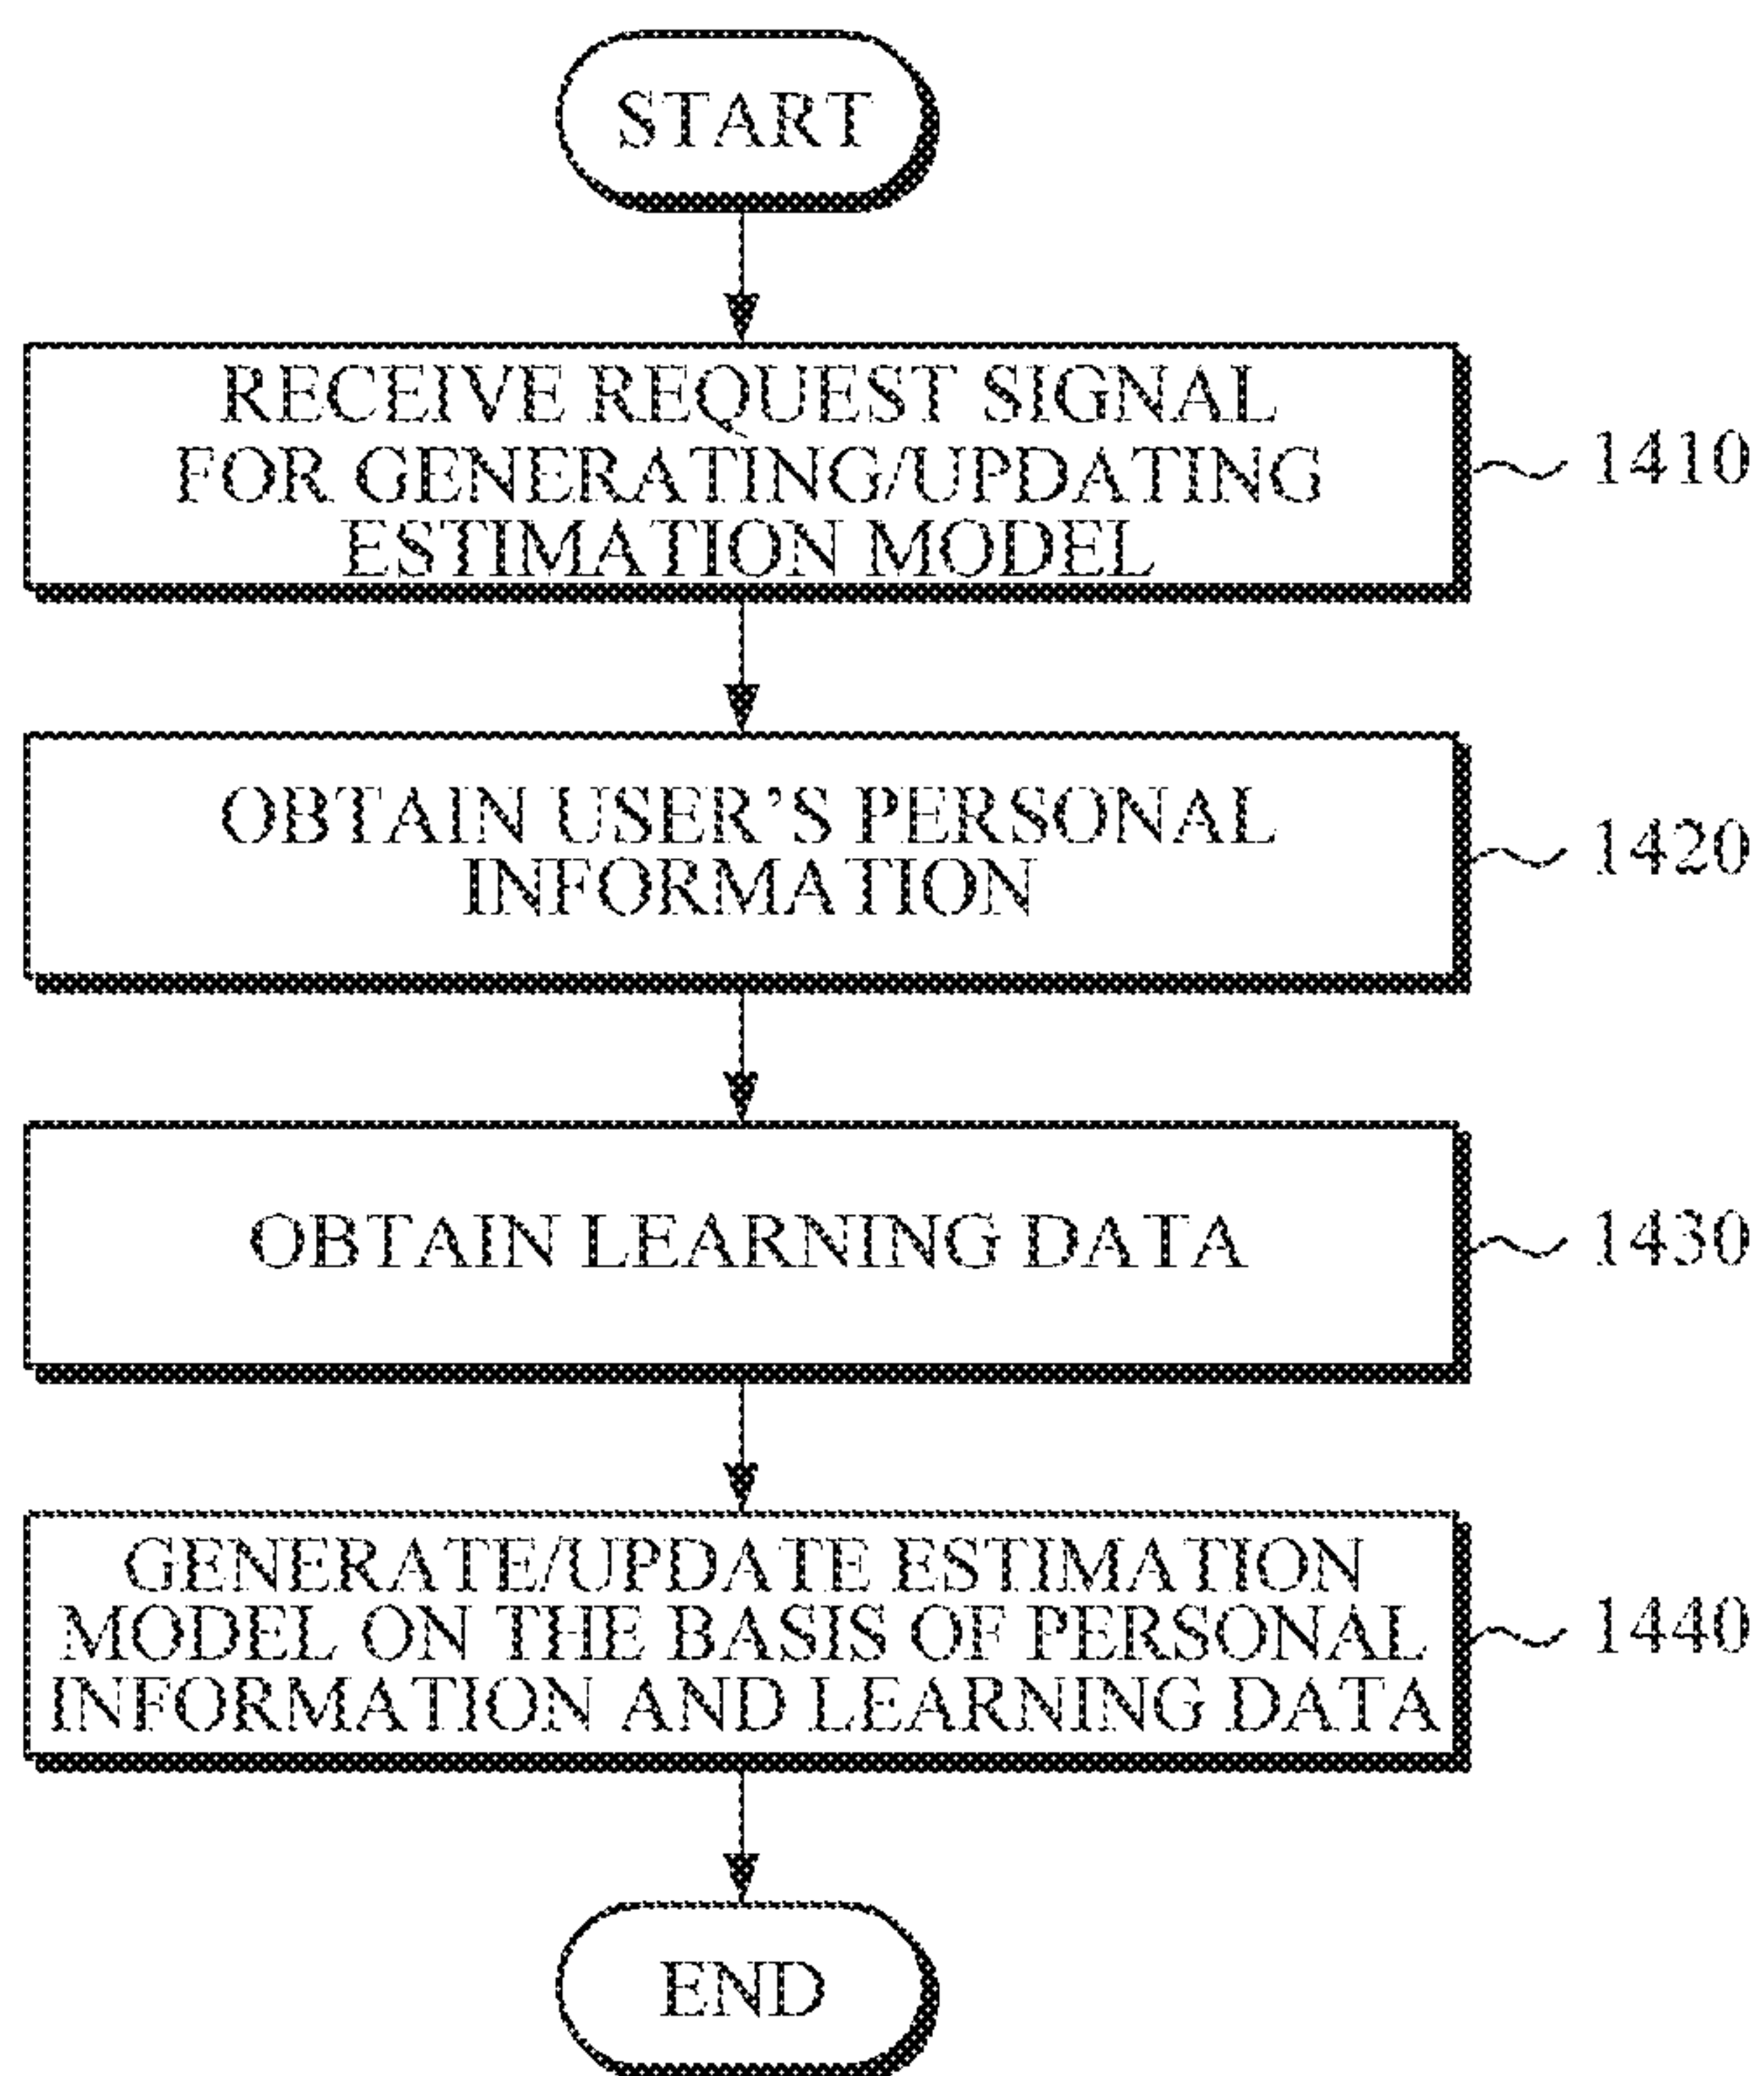 START
RECEIVE REQUEST SIGNAL
FOR GENERATING/UPDATING
ESTIMATION MODEL
1410
OBTAIN USER’S PERSONAL
INFORMATION
1420
OBTAIN LEARNING DATA
1430
GENERATE/UPDATE ESTIMATION
MODEL ON THE BASIS OF PERSONAL
INFORMATION AND LEARNING DATA
1440
END